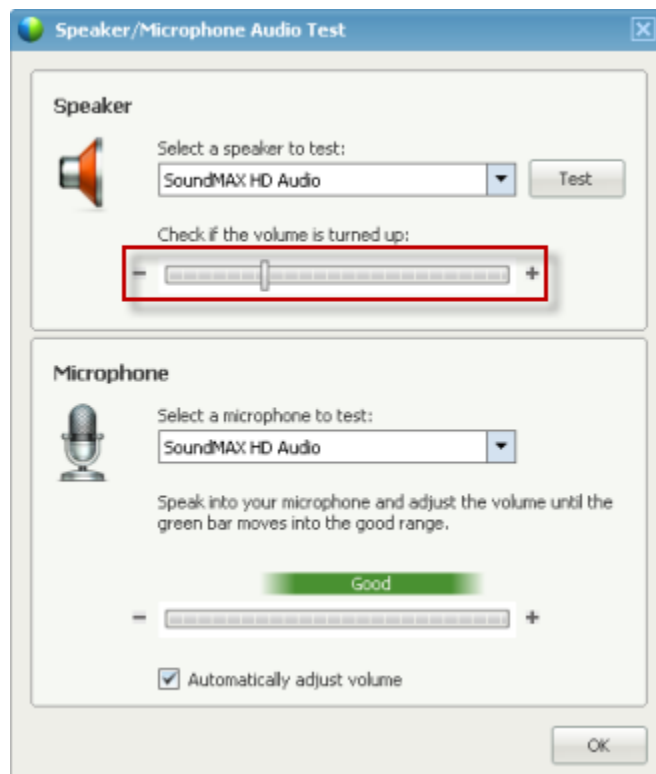 Speaker/Microphone Audio Test
Speaker
Select a speaker to test:
SoundMAX HD Audio
Test
Check if the volume is turned up:
- +
Microphone
Select a microphone to test:
SoundMAX HD Audio
Speak into your microphone and adjust the volume until the
green bar moves into the good range.
Good
- +
Automatically adjust volume
OK